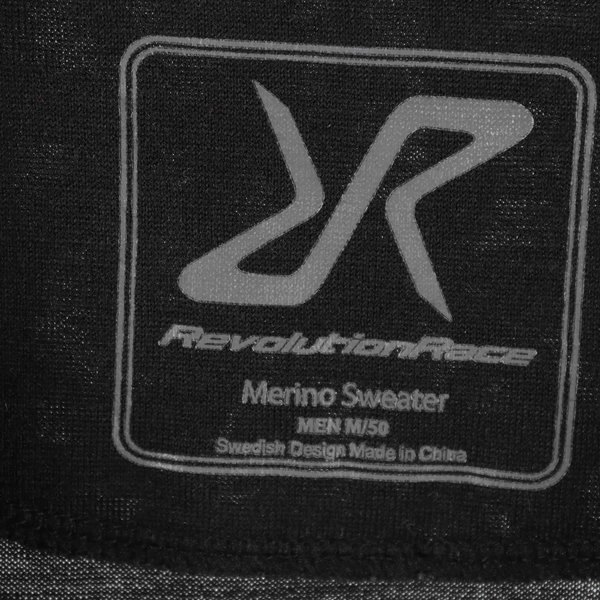 RevolutionRace
Merino Sweater
MEN M/50
Swedish Design Made in China